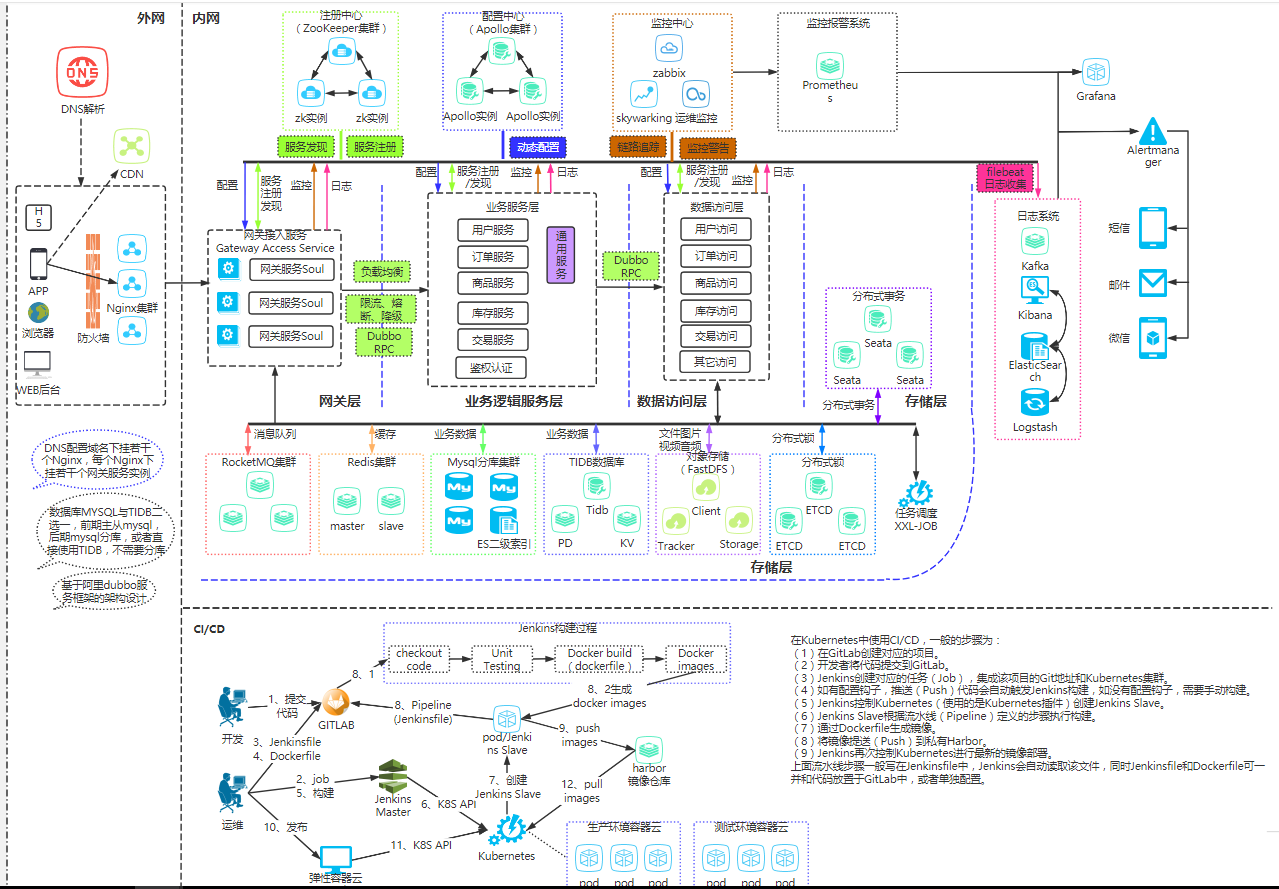 外网
内网
DNS
DNS解析
CDN
H
5
APP
浏览器
WEB后台
防火墙
Nginx集群
注册中心
（ZooKeeper集群）
zk实例
zk实例
服务发现
服务注册
配置中心
（Apollo集群）
Apollo实例
Apollo实例
动态配置
监控中心
zabbix
skywarking
运维监控
链路追踪
监控警告
监控报警系统
Prometheu
s
Grafana
Alertmana
ger
短信
邮件
微信
filebeat
日志收集
日志系统
Kafka
Kibana
ElasticSear
ch
Logstash
配置
服务
注册
发现
监控
日志
网关接入服务
Gateway Access Service
网关服务Soul
网关服务Soul
网关服务Soul
负载均衡
限流、熔
断、降级
Dubbo
RPC
网关层
配置
服务注册
/发现
监控
日志
业务服务层
用户服务
订单服务
商品服务
库存服务
交易服务
鉴权认证
通
用
服
务
业务逻辑服务层
Dubbo
RPC
配置
服务注册
/发现
监控
日志
数据访问层
用户访问
订单访问
商品访问
库存访问
交易访问
其它访问
数据访问层
分布式事务
Seata
Seata
Seata
分布式事务
存储层
消息队列
RocketMQ集群
缓存
Redis集群
master
slave
业务数据
Mysql分库集群
My
My
My
ES二级索引
业务数据
TIDB数据库
Tidb
PD
KV
文件图片
视频音频
对象存储
（FastDFS）
Client
Tracker
Storage
分布式锁
分布式锁
ETCD
ETCD
ETCD
任务调度
XXL-JOB
存储层
DNS配置域名下挂若干
个Nginx，每个Nginx下
挂若干个网关服务实例
数据库MYSQL与TIDB二
选一，前期主从mysql，
后期mysql分库，或者直
接使用TIDB，不需要分库
基于阿里dubbo服
务框架的架构设计
CI/CD
Jenkins构建过程
checkout
code
Unit
Testing
Docker build
（dockerfile）
Docker
images
8、1
8、2生成
docker images
开发
1、提交
代码
GITLAB
8、Pipeline
(Jenkinsfile)
pod/Jenki
ns Slave
9、push
images
harbor
镜像仓库
3、Jenkinsfile
4、Dockerfile
运维
2、job
5、构建
Jenkins
Master
6、K8S API
7、创建
Jenkins Slave
12、pull
images
10、发布
弹性容器云
11、K8S API
Kubernetes
生产环境容器云
pod
pod
pod
测试环境容器云
pod
pod
pod
在Kubernetes中使用CI/CD，一般的步骤为：
（1）在GitLab创建对应的项目。
（2）开发者将代码提交到GitLab。
（3）Jenkins创建对应的任务（Job），集成该项目的Git地址和Kubernetes集群。
（4）如有配置钩子，推送（Push）代码会自动触发Jenkins构建，如没有配置钩子，需要手动构建。
（5）Jenkins控制Kubernetes（使用的是Kubernetes插件）创建Jenkins Slave。
（6）Jenkins Slave根据流水线（Pipeline）定义的步骤执行构建。
（7）通过Dockerfile生成镜像。
（8）将镜像提送（Push）到私有Harbor。
（9）Jenkins再次控制Kubernetes进行最新的镜像部署。
上面流水线步骤一般写在Jenkinsfile中，Jenkins会自动读取该文件，同时Jenkinsfile和Dockerfile可一
并和代码放置于GitLab中，或者单独配置。